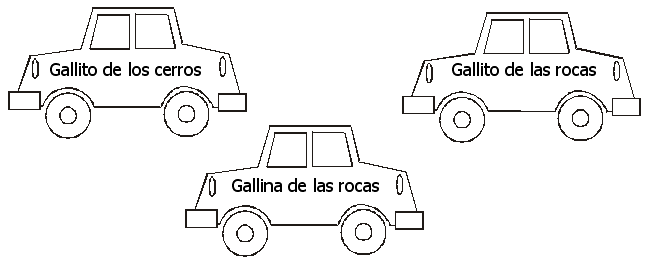 Gallito de los cerros
Gallito de las rocas
Gallina de las rocas